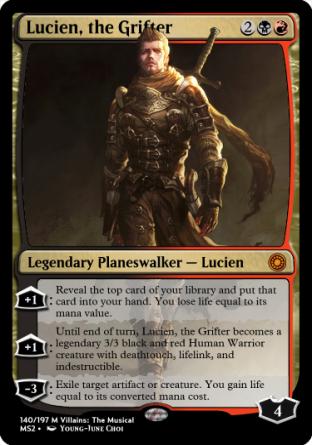 Lucien, the Grifter 2
Legendary Planeswalker — Lucien
+1: Reveal the top card of your library and put that
card into your hand. You lose life equal to its
mana value.
+1: Until end of turn, Lucien, the Grifter becomes a
legendary 3/3 black and red Human Warrior
creature with deathtouch, lifelink, and
indestructible.
-3: Exile target artifact or creature. You gain life
equal to its converted mana cost.
4
140/197 M Villains: The Musical
MS2 • Young-June Choi